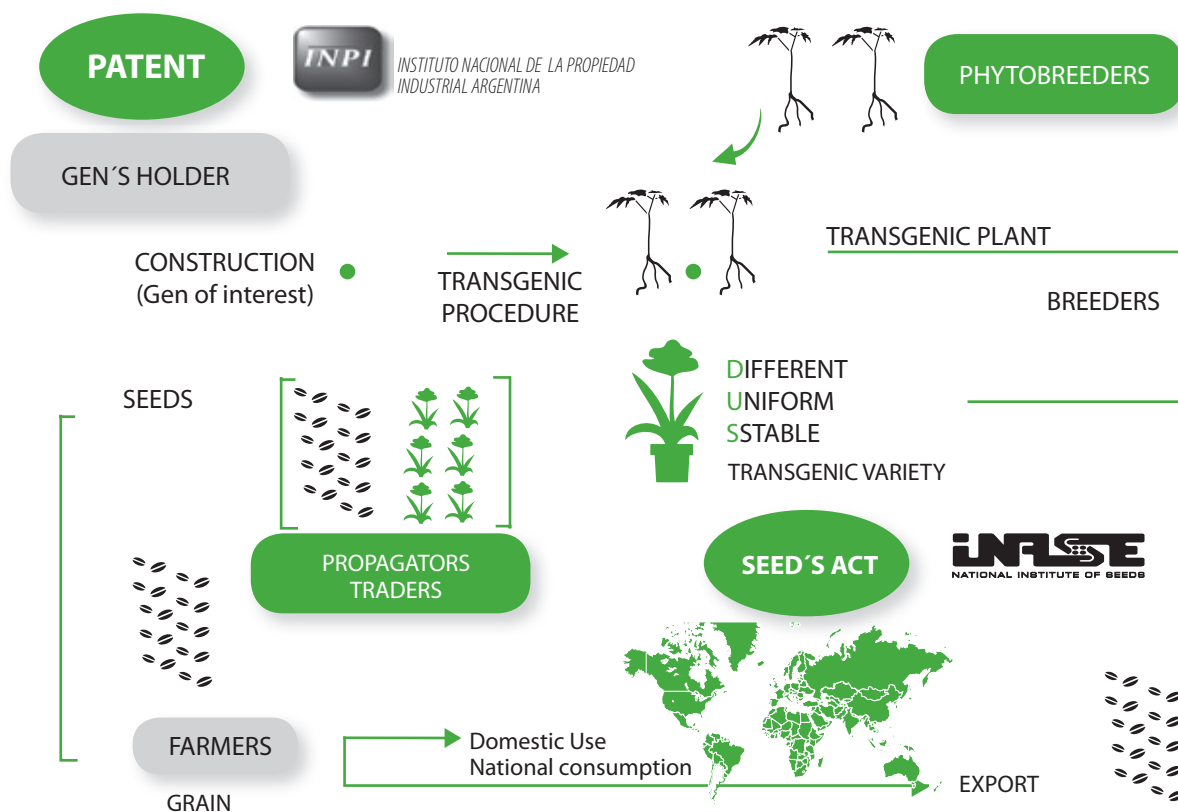 PATENT
INPI
INSTITUTO NACIONAL DE LA PROPIEDAD
INDUSTRIAL ARGENTINA
PHYTOBREEDERS
GEN´S HOLDER
CONSTRUCTION
(Gen of interest)
TRANSGENIC
PROCEDURE
TRANSGENIC PLANT
BREEDERS
SEEDS
DIFFERENT
UNIFORM
SSTABLE
TRANSGENIC VARIETY
PROPAGATORS
TRADERS
SEED´S ACT
iNASE
NATIONAL INSTITUTE OF SEEDS
FARMERS
GRAIN
Domestic Use
National consumption
EXPORT